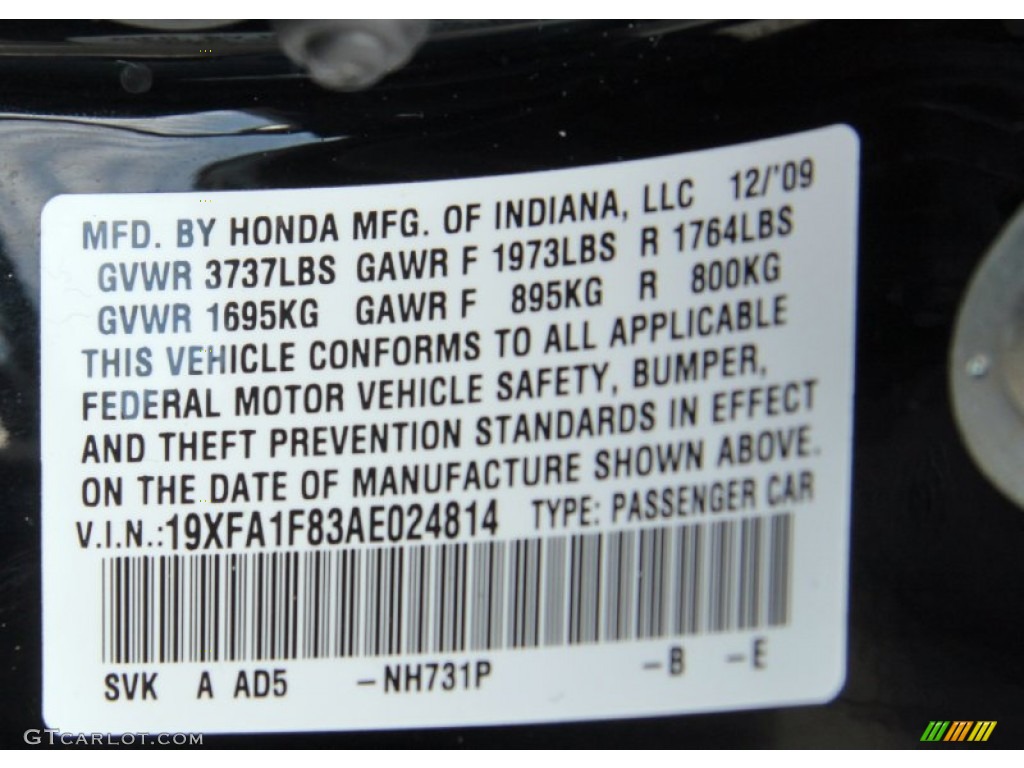 MFD. BY HONDA MFG. OF INDIANA, LLC 12/'09
GVWR 3737LBS GAWR F 1973LBS R 1764LBS
GVWR 1695KG GAWR F 895KG R 800KG
THIS VEHICLE CONFORMS TO ALL APPLICABLE
FEDERAL MOTOR VEHICLE SAFETY, BUMPER,
AND THEFT PREVENTION STANDARDS IN EFFECT
ON THE DATE OF MANUFACTURE SHOWN ABOVE.
V.I.N.:19XFA1F83AE024814 TYPE: PASSENGER CAR
SVK A AD5 -NH731P -B -E
GTCARLOT.COM